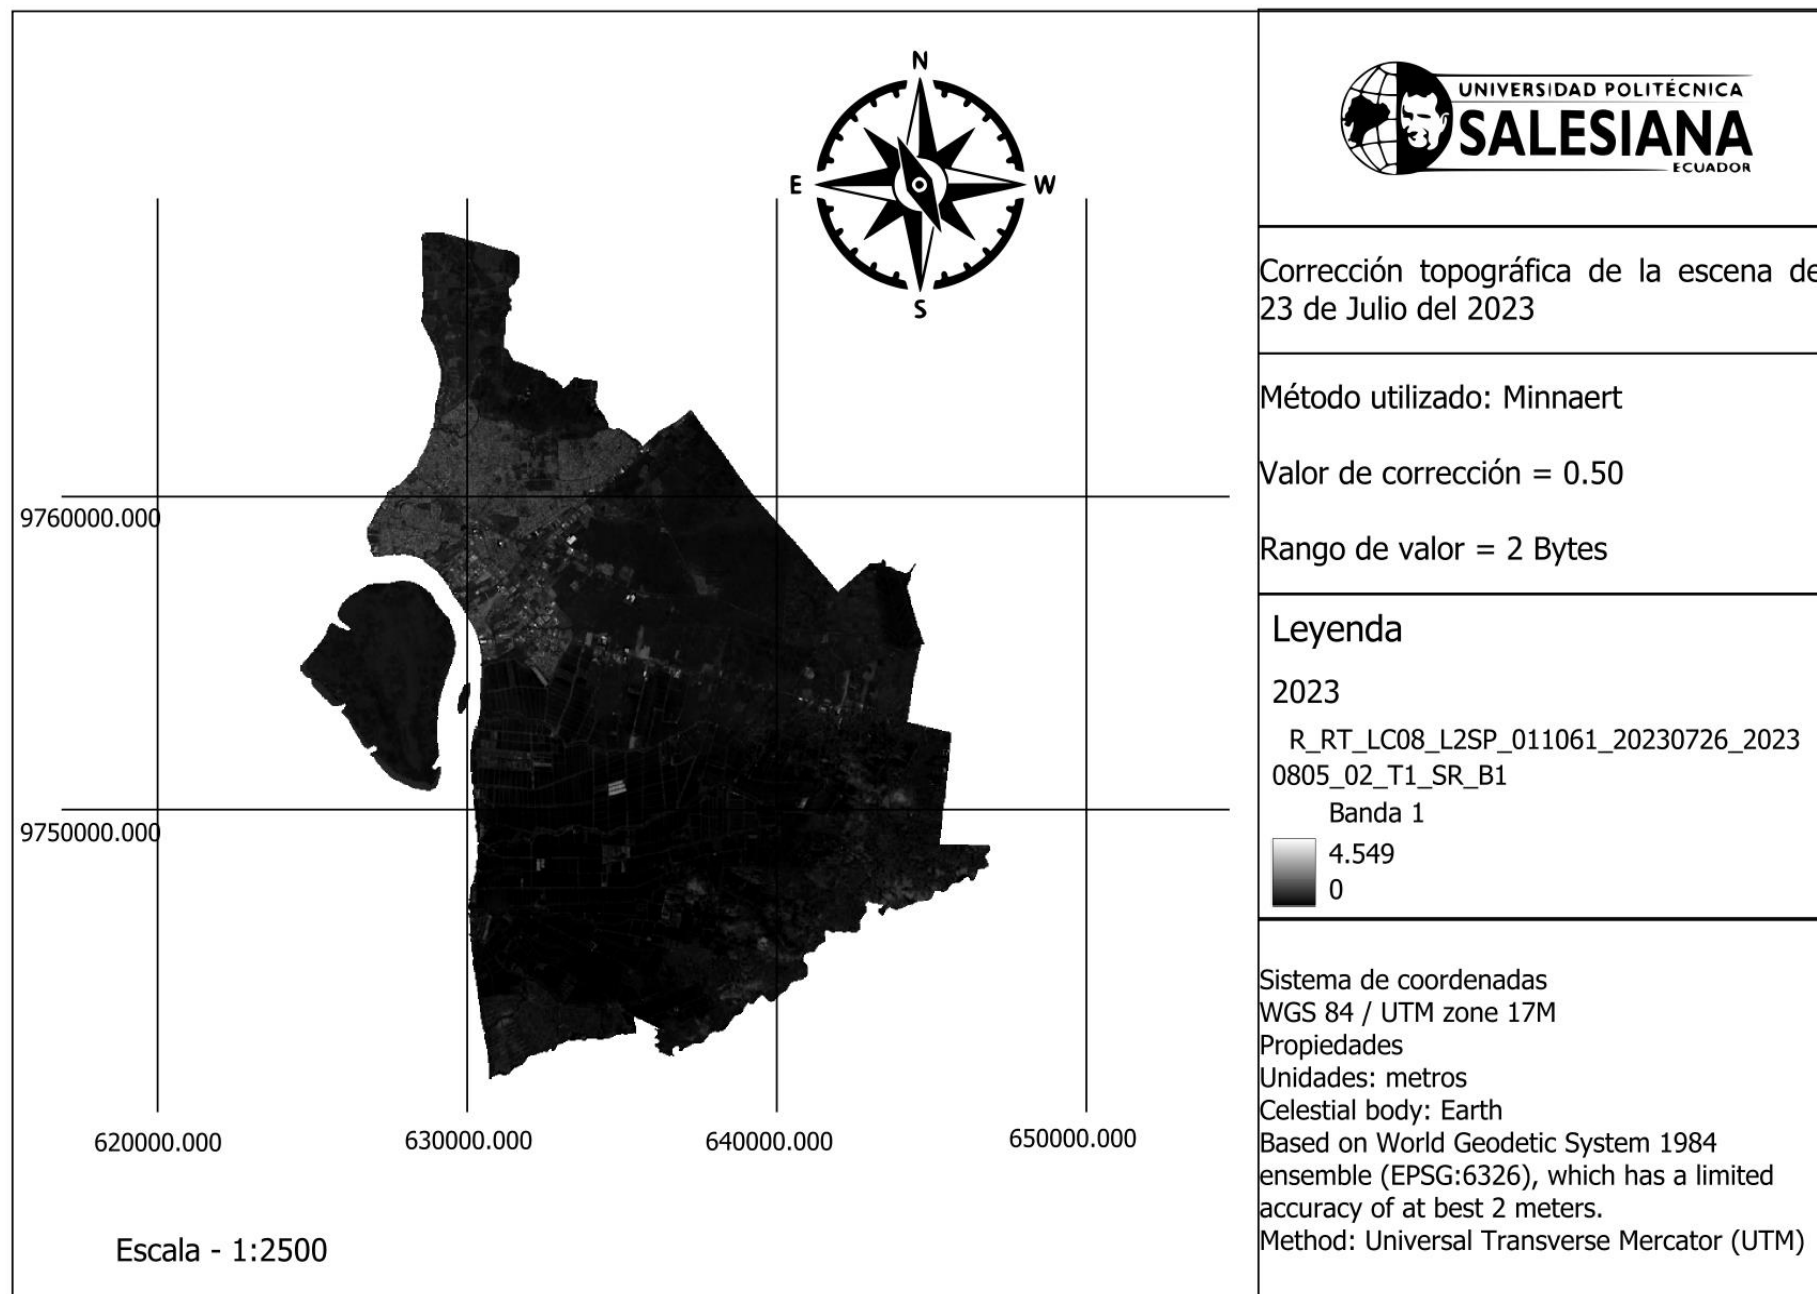 N
E
W
S
9760000.000
9750000.000
620000.000
630000.000
640000.000
650000.000
Escala - 1:2500
UNIVERSIDAD POLITÉCNICA
SALESIANA
ECUADOR
Corrección topográfica de la escena de
23 de Julio del 2023
Método utilizado: Minnaert
Valor de corrección = 0.50
Rango de valor = 2 Bytes
Leyenda
2023
R_RT_LC08_L2SP_011061_20230726_2023
0805_02_T1_SR_B1
Banda 1
4.549
0
Sistema de coordenadas
WGS 84 / UTM zone 17M
Propiedades
Unidades: metros
Celestial body: Earth
Based on World Geodetic System 1984
ensemble (EPSG:6326), which has a limited
accuracy of at best 2 meters.
Method: Universal Transverse Mercator (UTM)